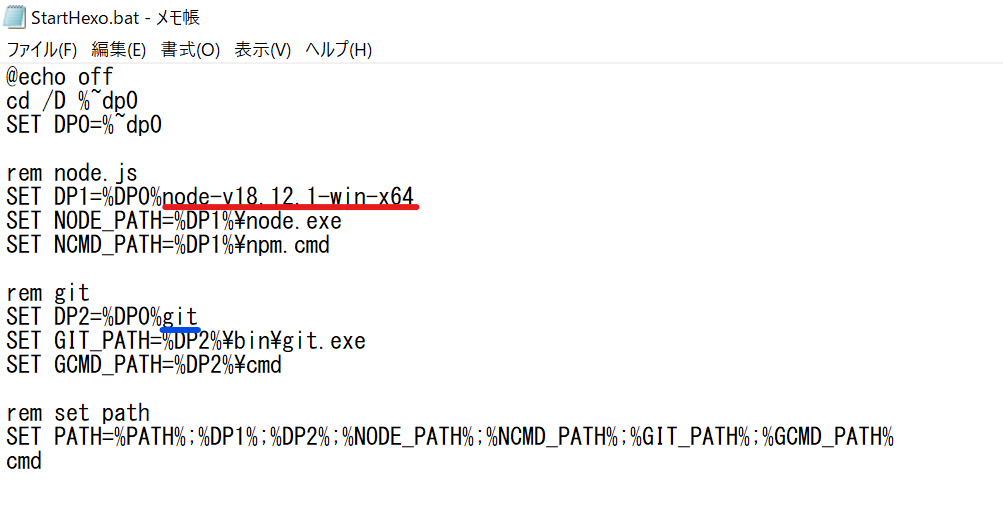 StartHexo.bat - メモ帳
ファイル(F) 編集(E) 書式(O) 表示(V) ヘルプ(H)
@echo off
cd /D %~dp0
SET DP0=%~dp0
rem node.js
SET DP1=%DP0%node-v18.12.1-win-x64
SET NODE_PATH=%DP1%¥node.exe
SET NCMD_PATH=%DP1%¥npm.cmd
rem git
SET DP2=%DP0%git
SET GIT_PATH=%DP2%¥bin¥git.exe
SET GCMD_PATH=%DP2%¥cmd
rem set path
SET PATH=%PATH%;%DP1%;%DP2%;%NODE_PATH%;%NCMD_PATH%;%GIT_PATH%;%GCMD_PATH%
cmd